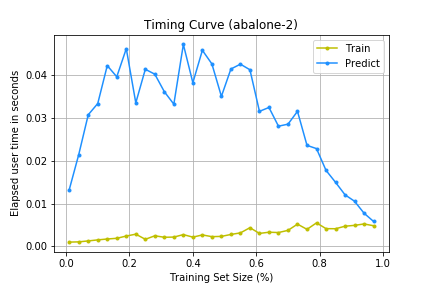 Timing Curve (abalone-2)
Train
Predict
Elapsed user time in seconds
0.04
0.03
0.02
0.01
0.00
0.0 0.2 0.4 0.6 0.8 1.0
Training Set Size (%)